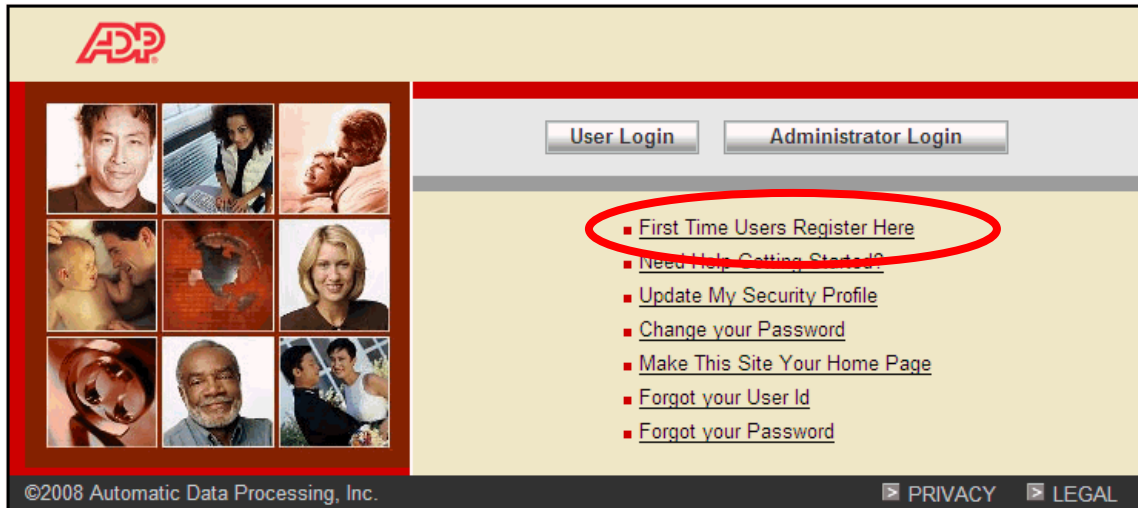 ADP
User Login
Administrator Login
First Time Users Register Here
Need Help Getting Started?
Update My Security Profile
Change your Password
Make This Site Your Home Page
Forgot your User Id
Forgot your Password
©2008 Automatic Data Processing, Inc.
PRIVACY
LEGAL